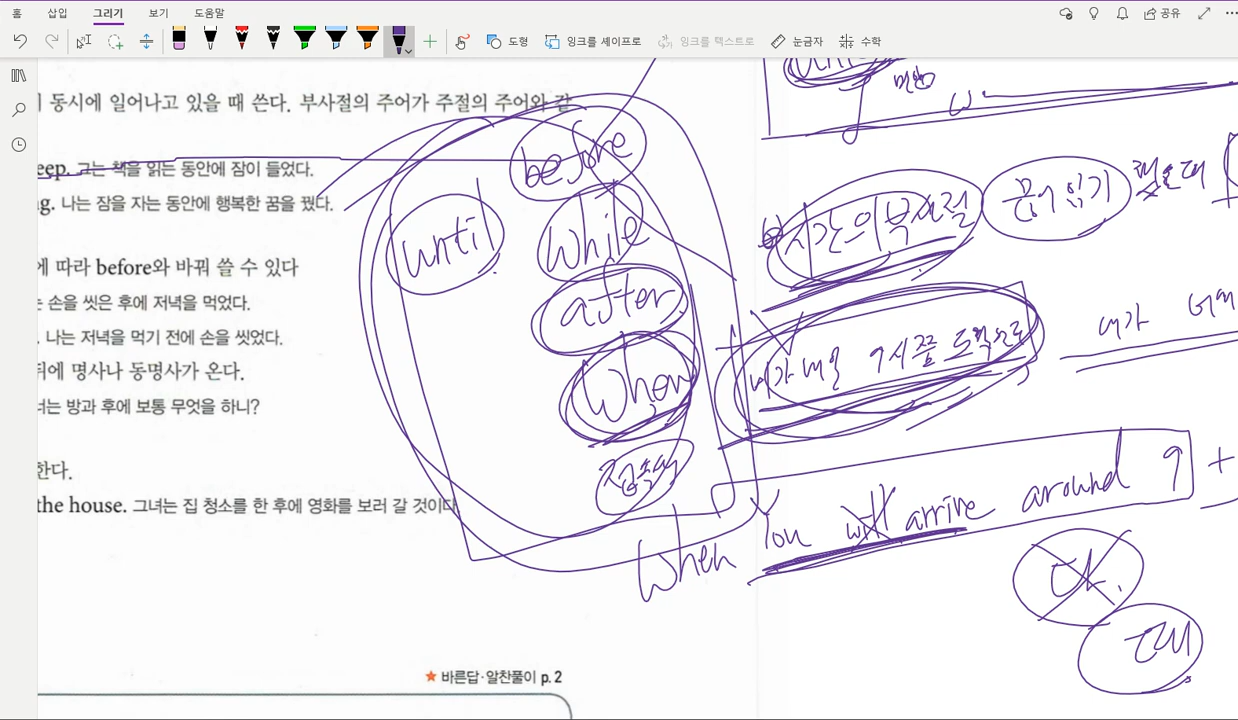 홈 삽입 그리기 보기 도움말
공유
도형 잉크를 셰이프로 잉크를 텍스트로 눈금자 수학
동시에 일어나고 있을 때 쓴다. 부사절의 주어가 주절의 주어와 같
eep. 그는 책을 읽는 동안에 잠이 들었다.
g. 나는 잠을 자는 동안에 행복한 꿈을 꿨다.
에 따라 before와 바꿔 쓸 수 있다
손을 씻은 후에 저녁을 먹었다.
나는 저녁을 먹기 전에 손을 씻었다.
뒤에 명사나 동명사가 온다.
너는 방과 후에 보통 무엇을 하니?
한다.
the house. 그녀는 집 청소를 한 후에 영화를 보러 갈 것이다
★ 바른답·알찬풀이 p. 2
before
until while
after
when
접속사
시간의 부사절 끊어 읽기
네가 내일 9시쯤 도착으로 내가
When You will arrive around 9 +